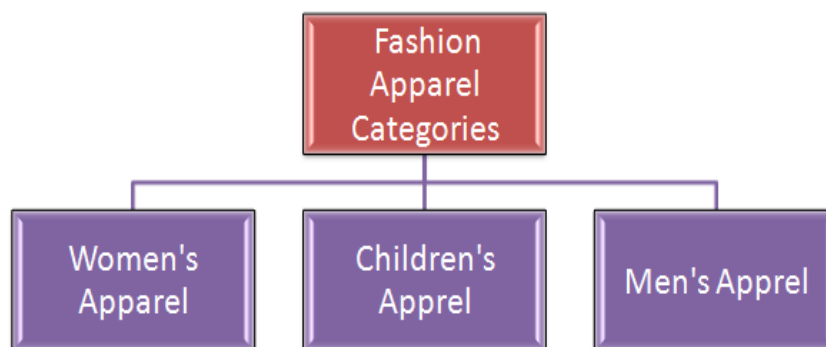 Fashion
Apparel
Categories
Women's
Apparel
Children's
Apprel
Men's Apprel